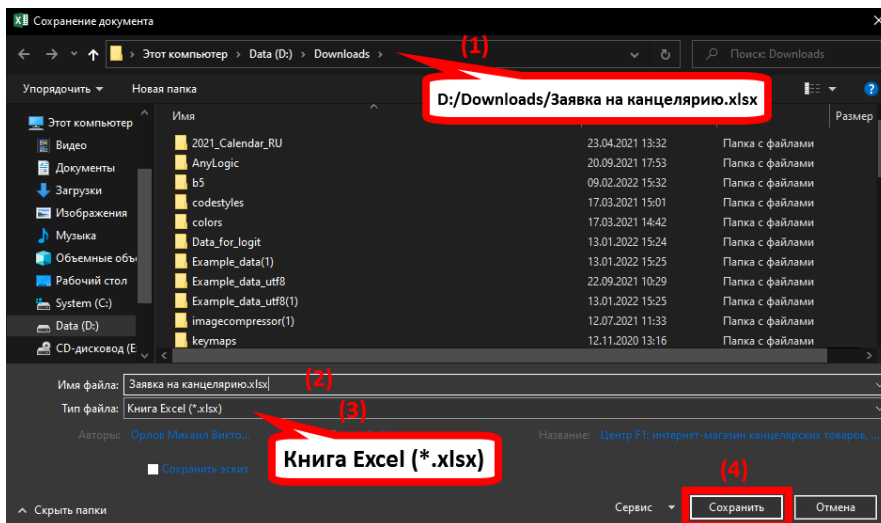 Сохранение документа
Этот компьютер > Data (D:) > Downloads >
(1)
Поиск: Downloads
D:/Downloads/Заявка на канцелярию.xlsx
Упорядочить
Новая папка
Имя
Размер
Этот компьютер
Видео
Документы
Загрузки
Изображения
Музыка
Объемные объ
Рабочий стол
System (C:)
Data (D:)
CD-дисковод (E
2021_Calendar_RU 23.04.2021 13:32 Папка с файлами
AnyLogic 20.09.2021 17:53 Папка с файлами
b5 09.02.2022 15:32 Папка с файлами
codestyles 17.03.2021 15:01 Папка с файлами
colors 17.03.2021 14:42 Папка с файлами
Data_for_logit 13.01.2022 15:24 Папка с файлами
Example_data(1) 13.01.2022 15:25 Папка с файлами
Example_data_utf8 22.09.2021 10:29 Папка с файлами
Example_data_utf8(1) 13.01.2022 15:25 Папка с файлами
imagecompressor(1) 12.07.2021 11:33 Папка с файлами
keymaps 12.11.2020 13:16 Папка с файлами
Имя файла: Заявка на канцелярию.xlsx
(2)
Тип файла: Книга Excel (*.xlsx)
(3)
Авторы: Орлов Михаил Викто...
Название: Центр F1: интернет-магазин канцелярских товаров, ...
Книга Excel (*.xlsx)
Сохранить эскиз
(4)
Скрыть папки
Сервис
Сохранить
Отмена